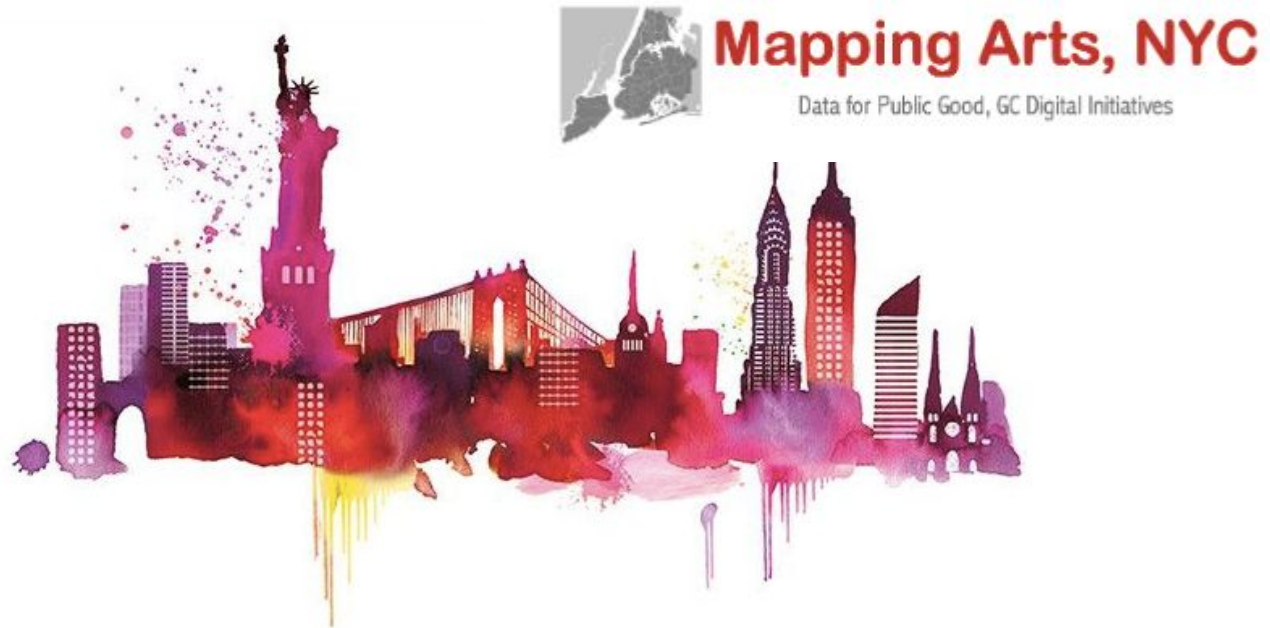 Mapping Arts, NYC
Data for Public Good, GC Digital Initiatives